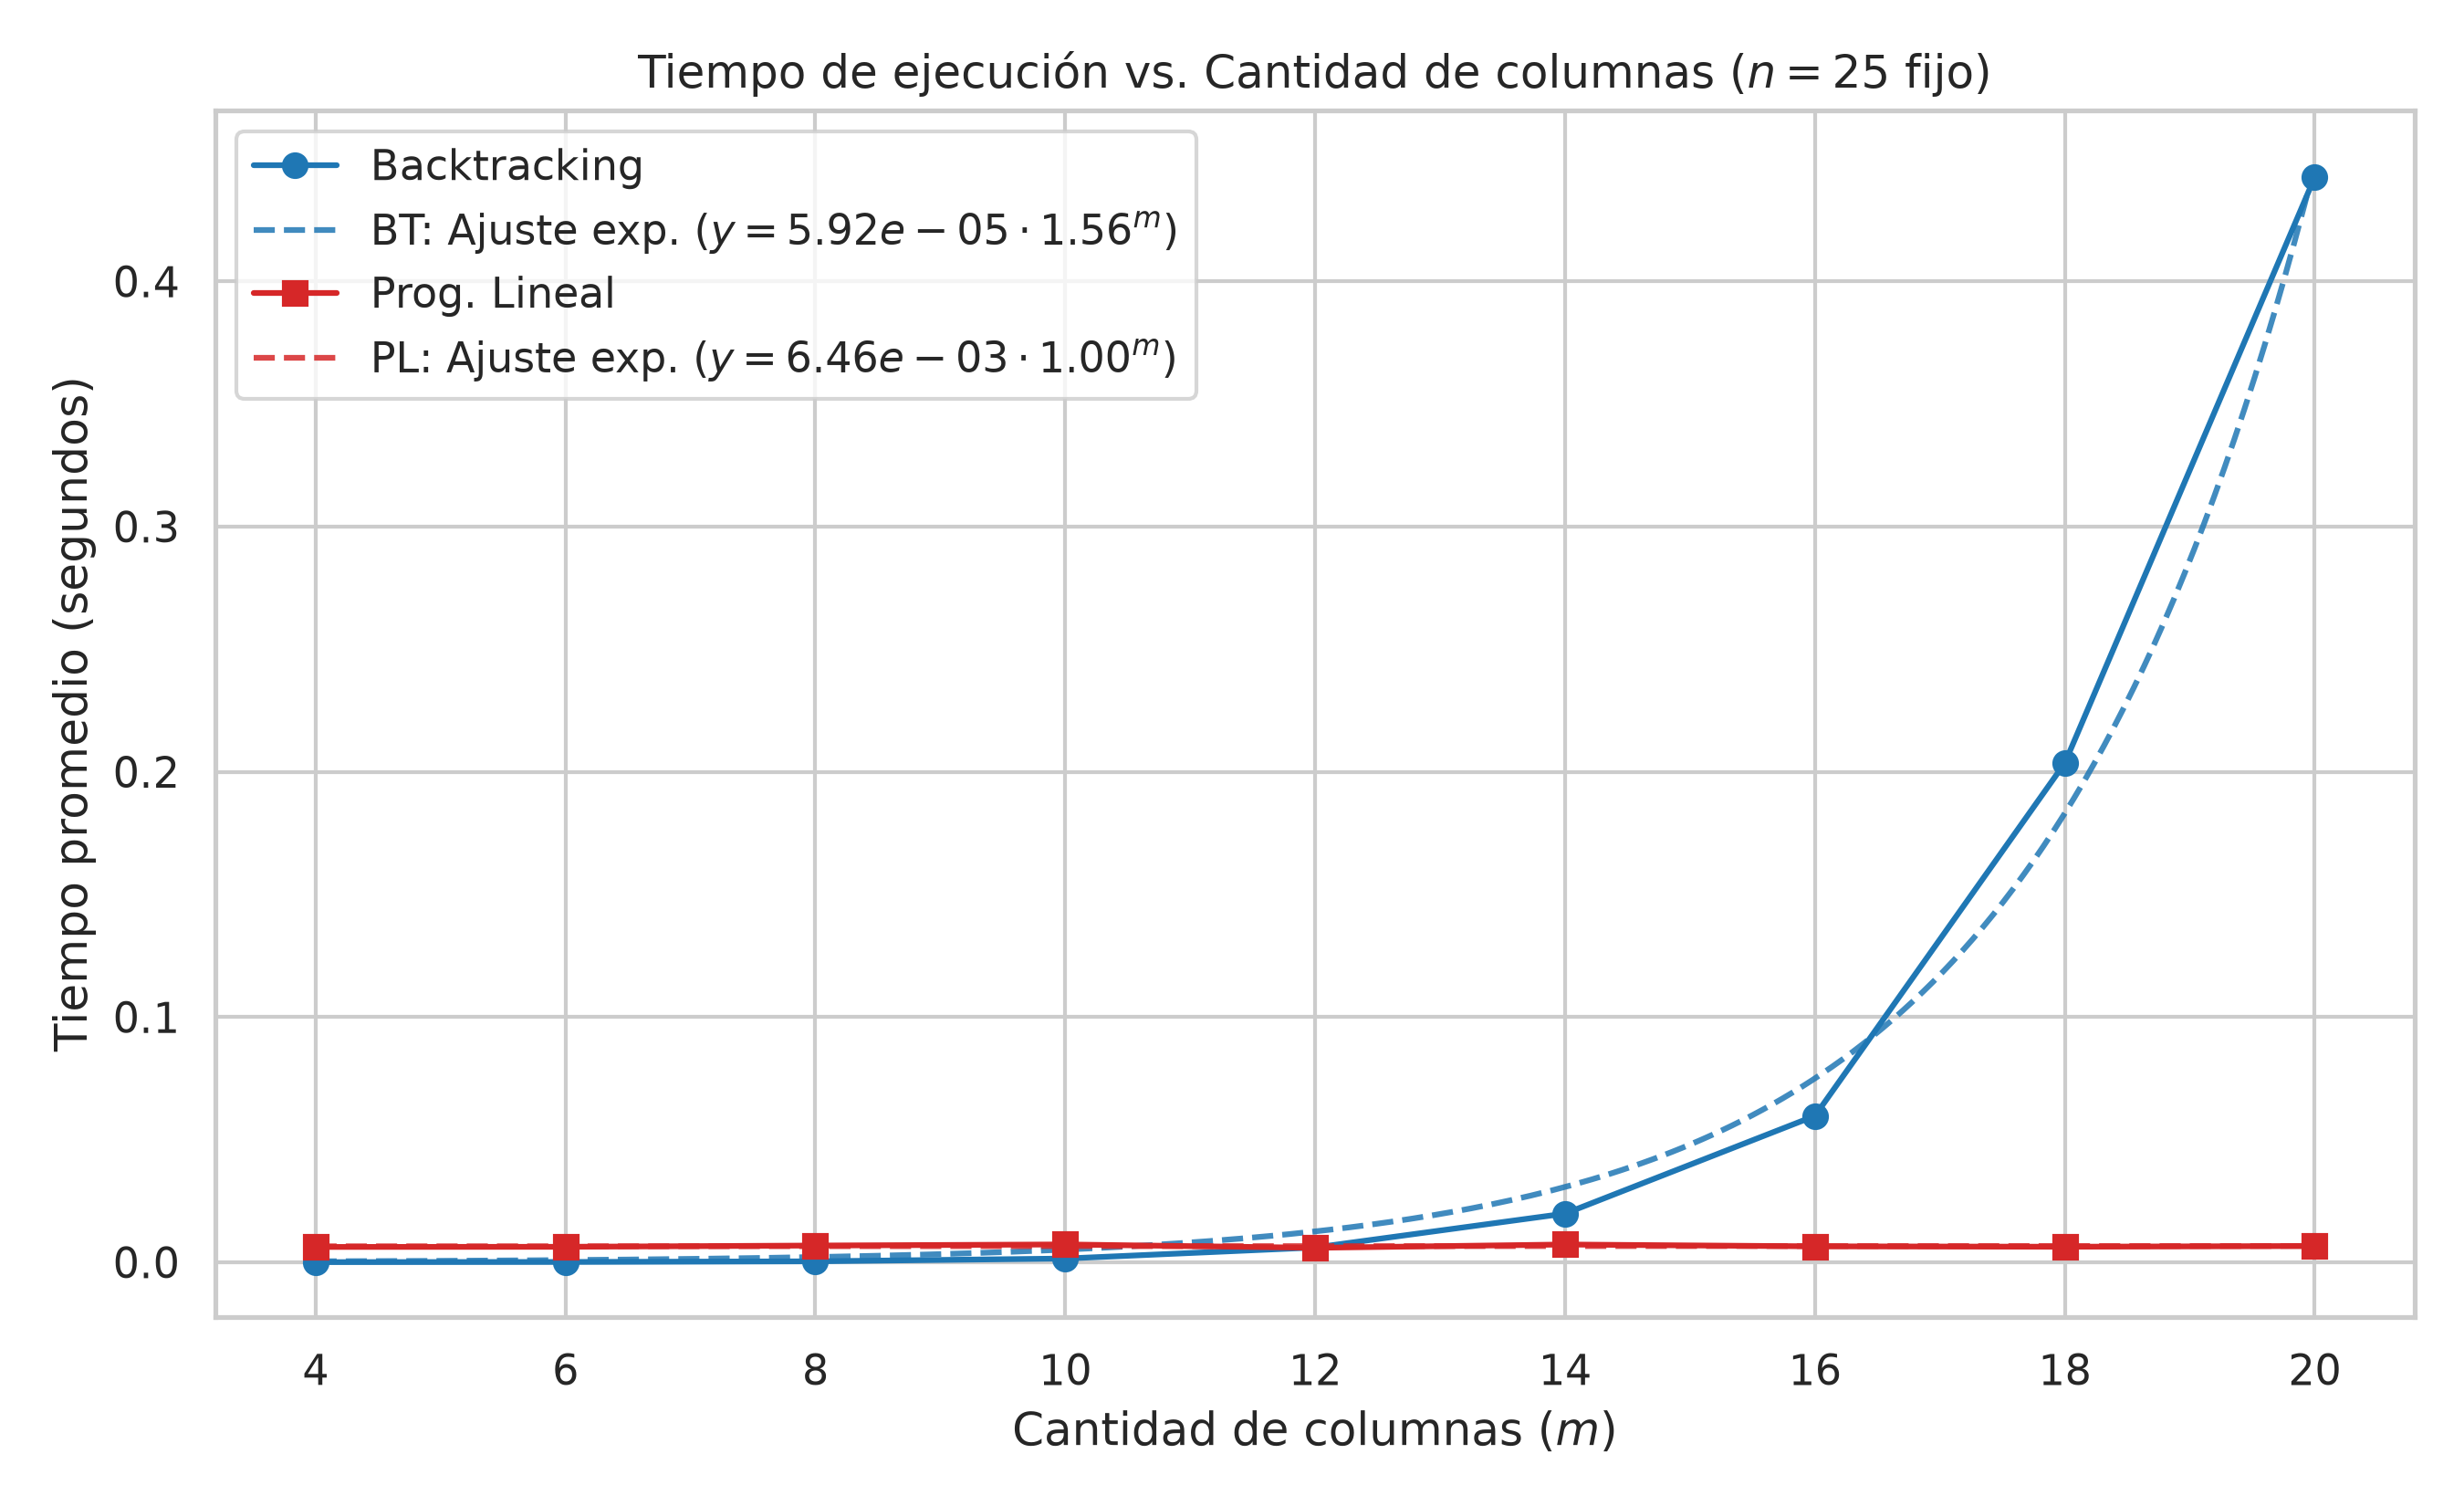 Tiempo de ejecución vs. Cantidad de columnas (n = 25 fijo)
Backtracking
BT: Ajuste exp. (y = 5.92e − 05 · 1.56^m)
Prog. Lineal
PL: Ajuste exp. (y = 6.46e − 03 · 1.00^m)
Tiempo promedio (segundos)
0.4
0.3
0.2
0.1
0.0
4 6 8 10 12 14 16 18 20
Cantidad de columnas (m)